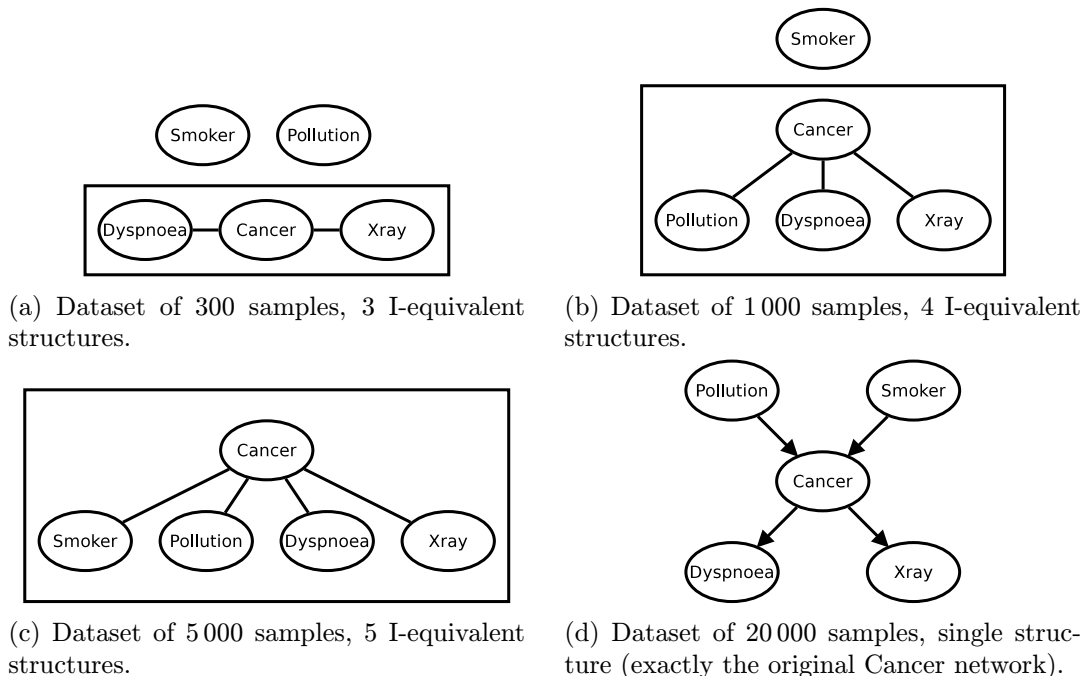 Smoker Pollution
Dyspnoea Cancer Xray
(a) Dataset of 300 samples, 3 I-equivalent
structures.
Smoker
Cancer
Pollution Dyspnoea Xray
(b) Dataset of 1 000 samples, 4 I-equivalent
structures.
Cancer
Smoker Pollution Dyspnoea Xray
(c) Dataset of 5 000 samples, 5 I-equivalent
structures.
Pollution Smoker
Cancer
Dyspnoea Xray
(d) Dataset of 20 000 samples, single struc-
ture (exactly the original Cancer network).